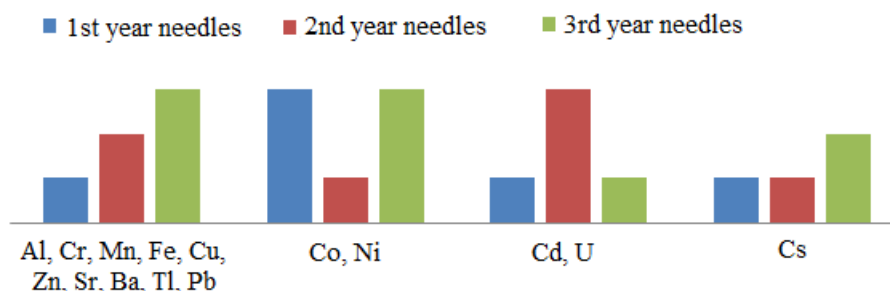 1st year needles 2nd year needles 3rd year needles
Al, Cr, Mn, Fe, Cu,
Zn, Sr, Ba, Tl, Pb
Co, Ni
Cd, U
Cs